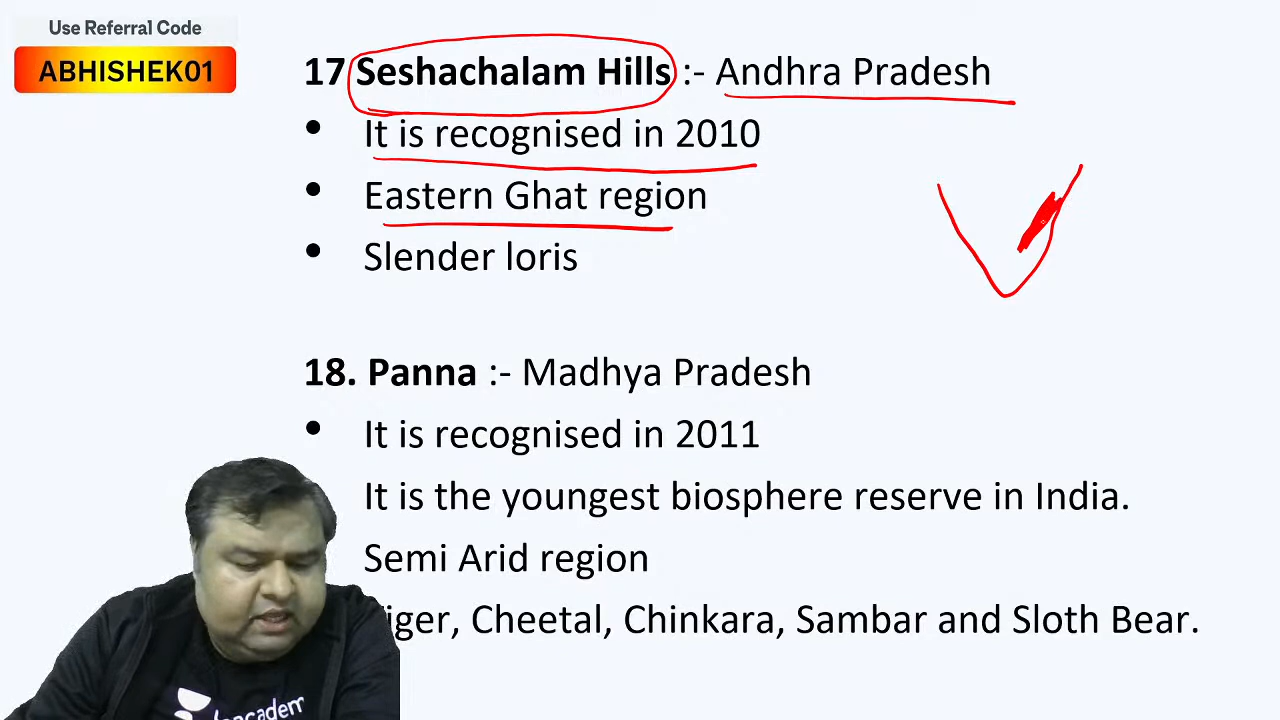 Use Referral Code
ABHISHEK01
17 Seshachalam Hills :- Andhra Pradesh
• It is recognised in 2010
• Eastern Ghat region
• Slender loris
18. Panna :- Madhya Pradesh
• It is recognised in 2011
It is the youngest biosphere reserve in India.
Semi Arid region
iger, Cheetal, Chinkara, Sambar and Sloth Bear.